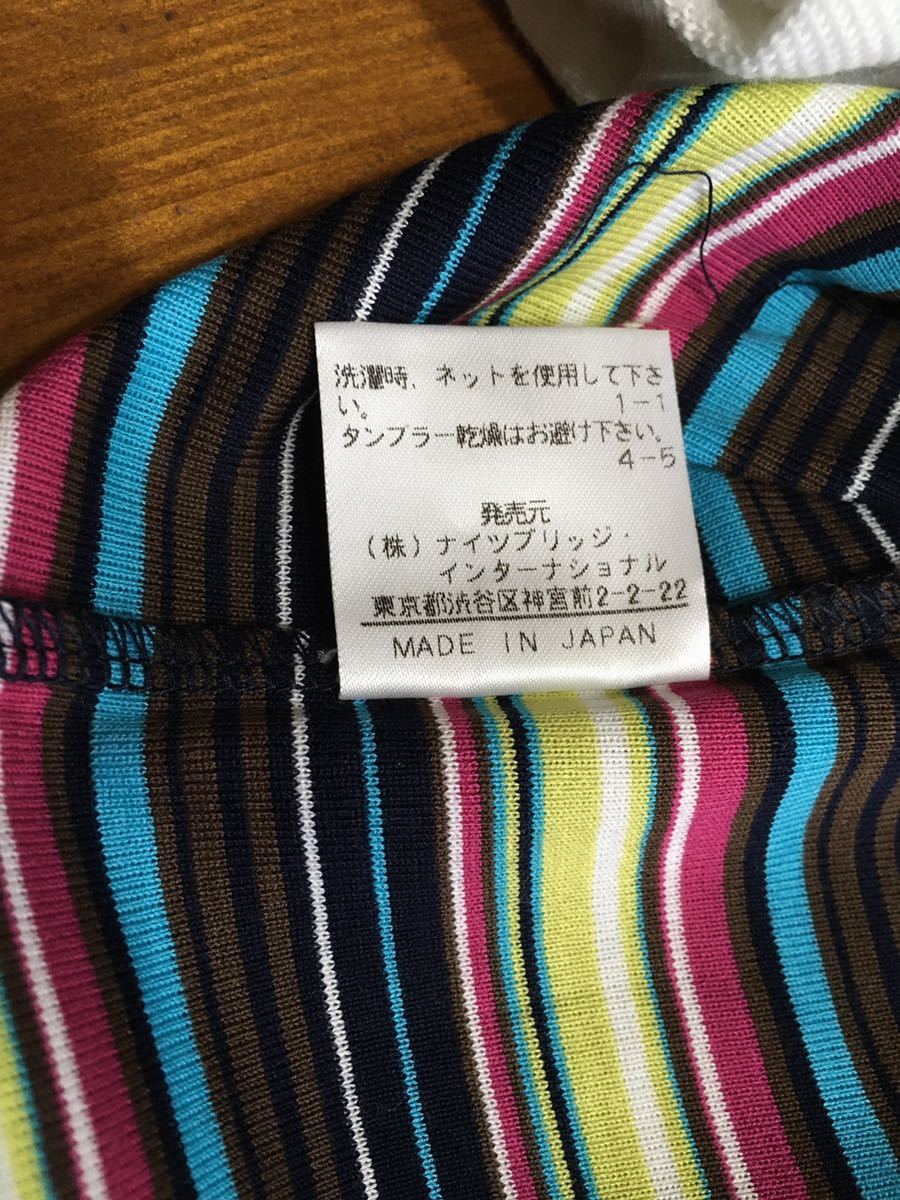 洗濯時、ネットを使用して下さ
い。 1-1
タンブラー乾燥はお避け下さい。
4-5
発売元
(株)ナイツブリッジ・
インターナショナル
東京都渋谷区神宮前2-2-22
MADE IN JAPAN